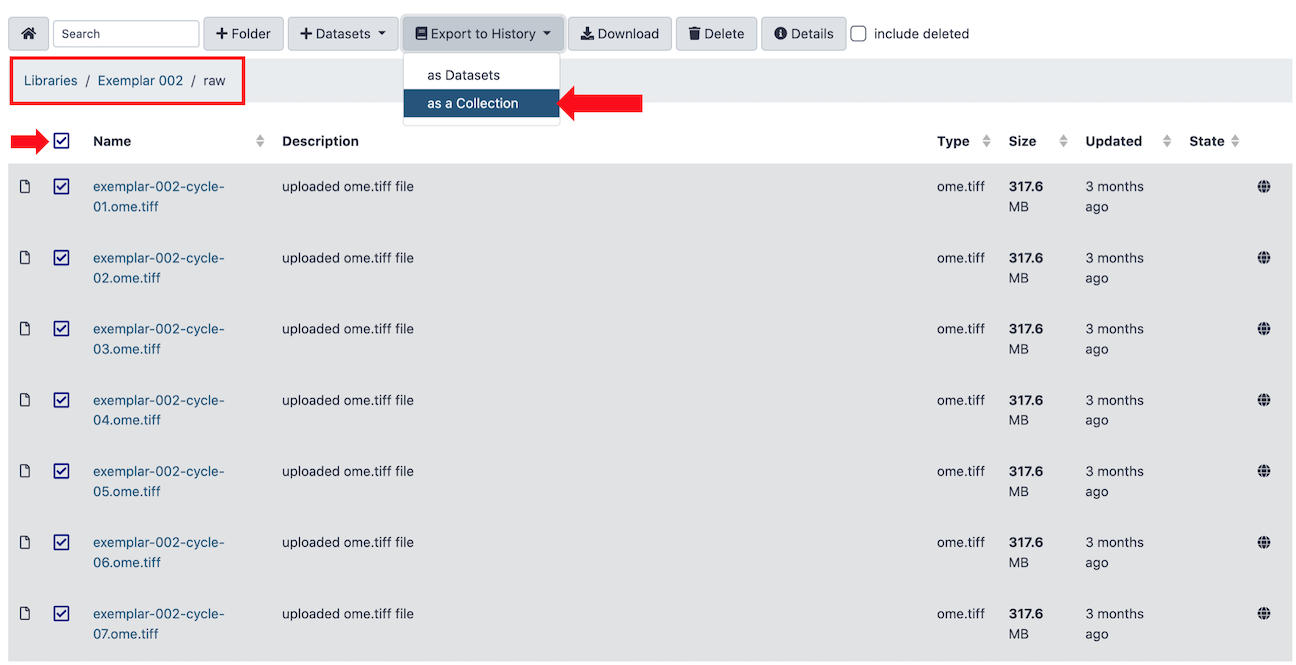 Search
+ Folder
+ Datasets
Export to History
Download
Delete
Details
include deleted
as Datasets
as a Collection
Libraries / Exemplar 002 / raw
Name Description Type Size Updated State
exemplar-002-cycle- uploaded ome.tiff file ome.tiff 317.6 3 months
01.ome.tiff MB ago
exemplar-002-cycle- uploaded ome.tiff file ome.tiff 317.6 3 months
02.ome.tiff MB ago
exemplar-002-cycle- uploaded ome.tiff file ome.tiff 317.6 3 months
03.ome.tiff MB ago
exemplar-002-cycle- uploaded ome.tiff file ome.tiff 317.6 3 months
04.ome.tiff MB ago
exemplar-002-cycle- uploaded ome.tiff file ome.tiff 317.6 3 months
05.ome.tiff MB ago
exemplar-002-cycle- uploaded ome.tiff file ome.tiff 317.6 3 months
06.ome.tiff MB ago
exemplar-002-cycle- uploaded ome.tiff file ome.tiff 317.6 3 months
07.ome.tiff MB ago